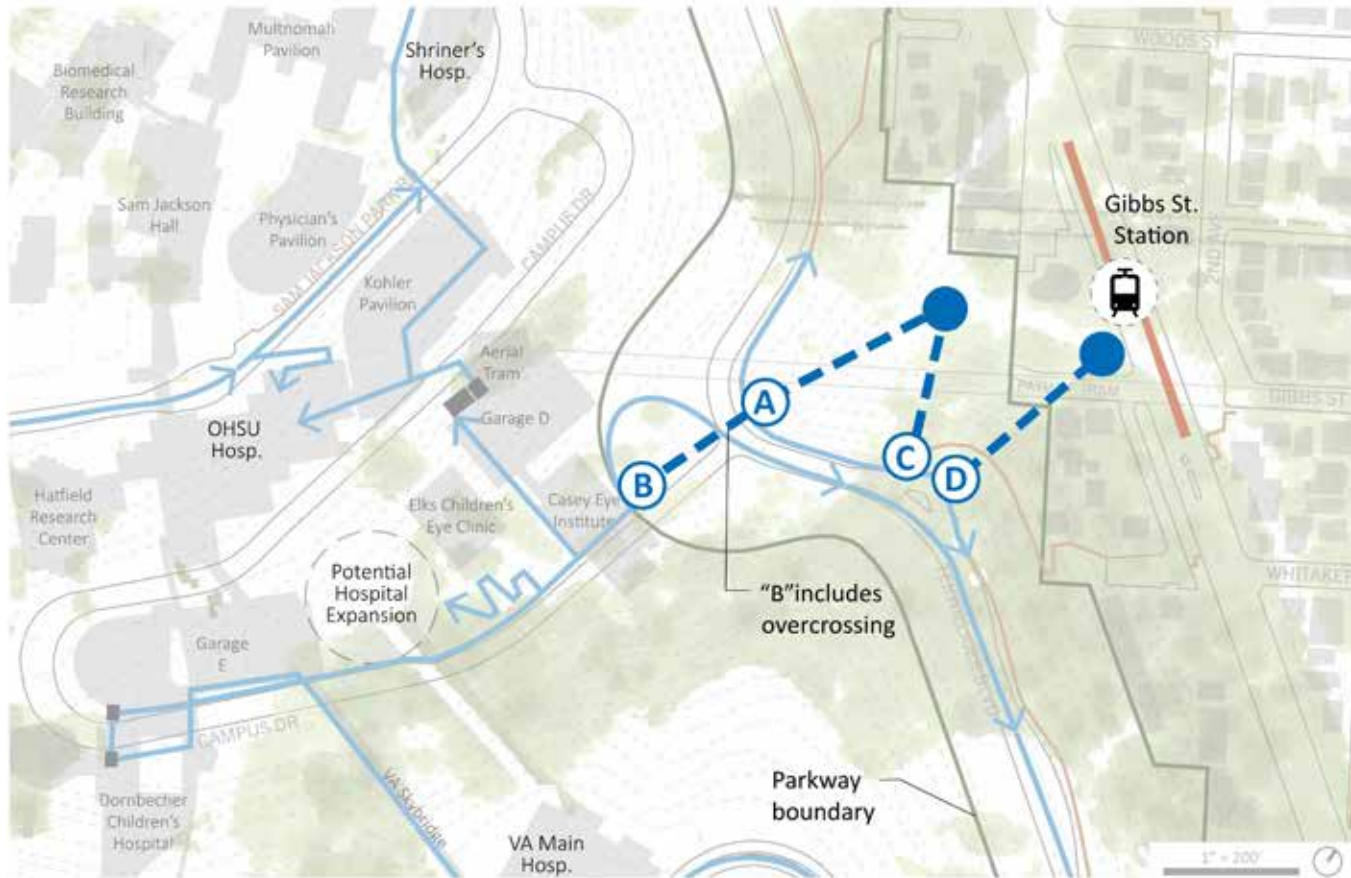 Multnomah
Pavilion
Shriner's
Hosp.
WOODS ST
Biomedical
Research
Building
Sam Jackson
Hall
Physician's
Pavilion
SAM JACKSON PARK
CAMPUS DR
Kohler
Pavilion
Gibbs St.
Station
2ND AVE
Aerial
Tram
Garage D
A
GIBBS ST
OHSU
Hosp.
B
C
D
Hatfield
Research
Center
Elks Children's
Eye Clinic
Casey Eye
Institute
WHITAKER
Potential
Hospital
Expansion
"B"includes
overcrossing
Garage
E
CAMPUS DR
VA Skybridge
Parkway
boundary
Dornbecher
Children's
Hospital
VA Main
Hosp.
1" = 200'